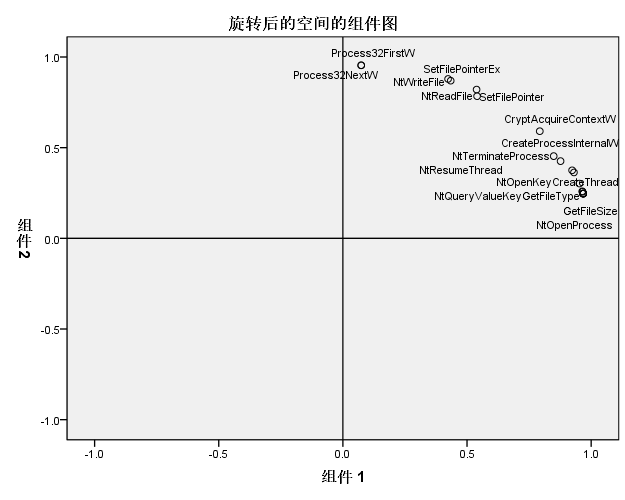 旋转后的空间的组件图
1.0
0.5
0.0
-0.5
-1.0
组件 2
Process32FirstW
Process32NextW
SetFilePointerEx
NtWriteFile
NtReadFile
SetFilePointer
CryptAcquireContextW
CreateProcessInternalW
NtTerminateProcess
NtResumeThread
NtOpenKey
CreateThread
NtQueryValueKey
GetFileType
GetFileSize
NtOpenProcess
-1.0
-0.5
0.0
0.5
1.0
组件 1